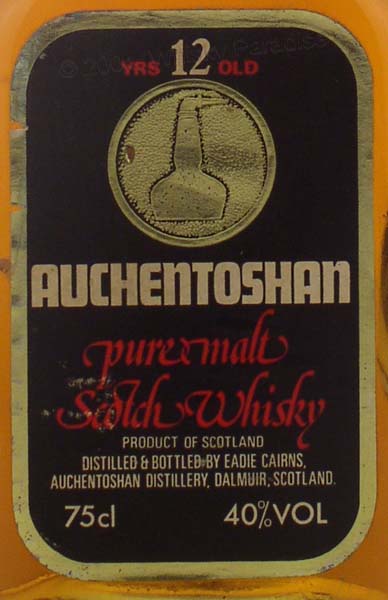 YRS 12 OLD
AUCHENTOSHAN
pure malt
Scotch Whisky
PRODUCT OF SCOTLAND
DISTILLED & BOTTLED BY EADIE CAIRNS,
AUCHENTOSHAN DISTILLERY, DALMUIR, SCOTLAND.
75cl 40% VOL